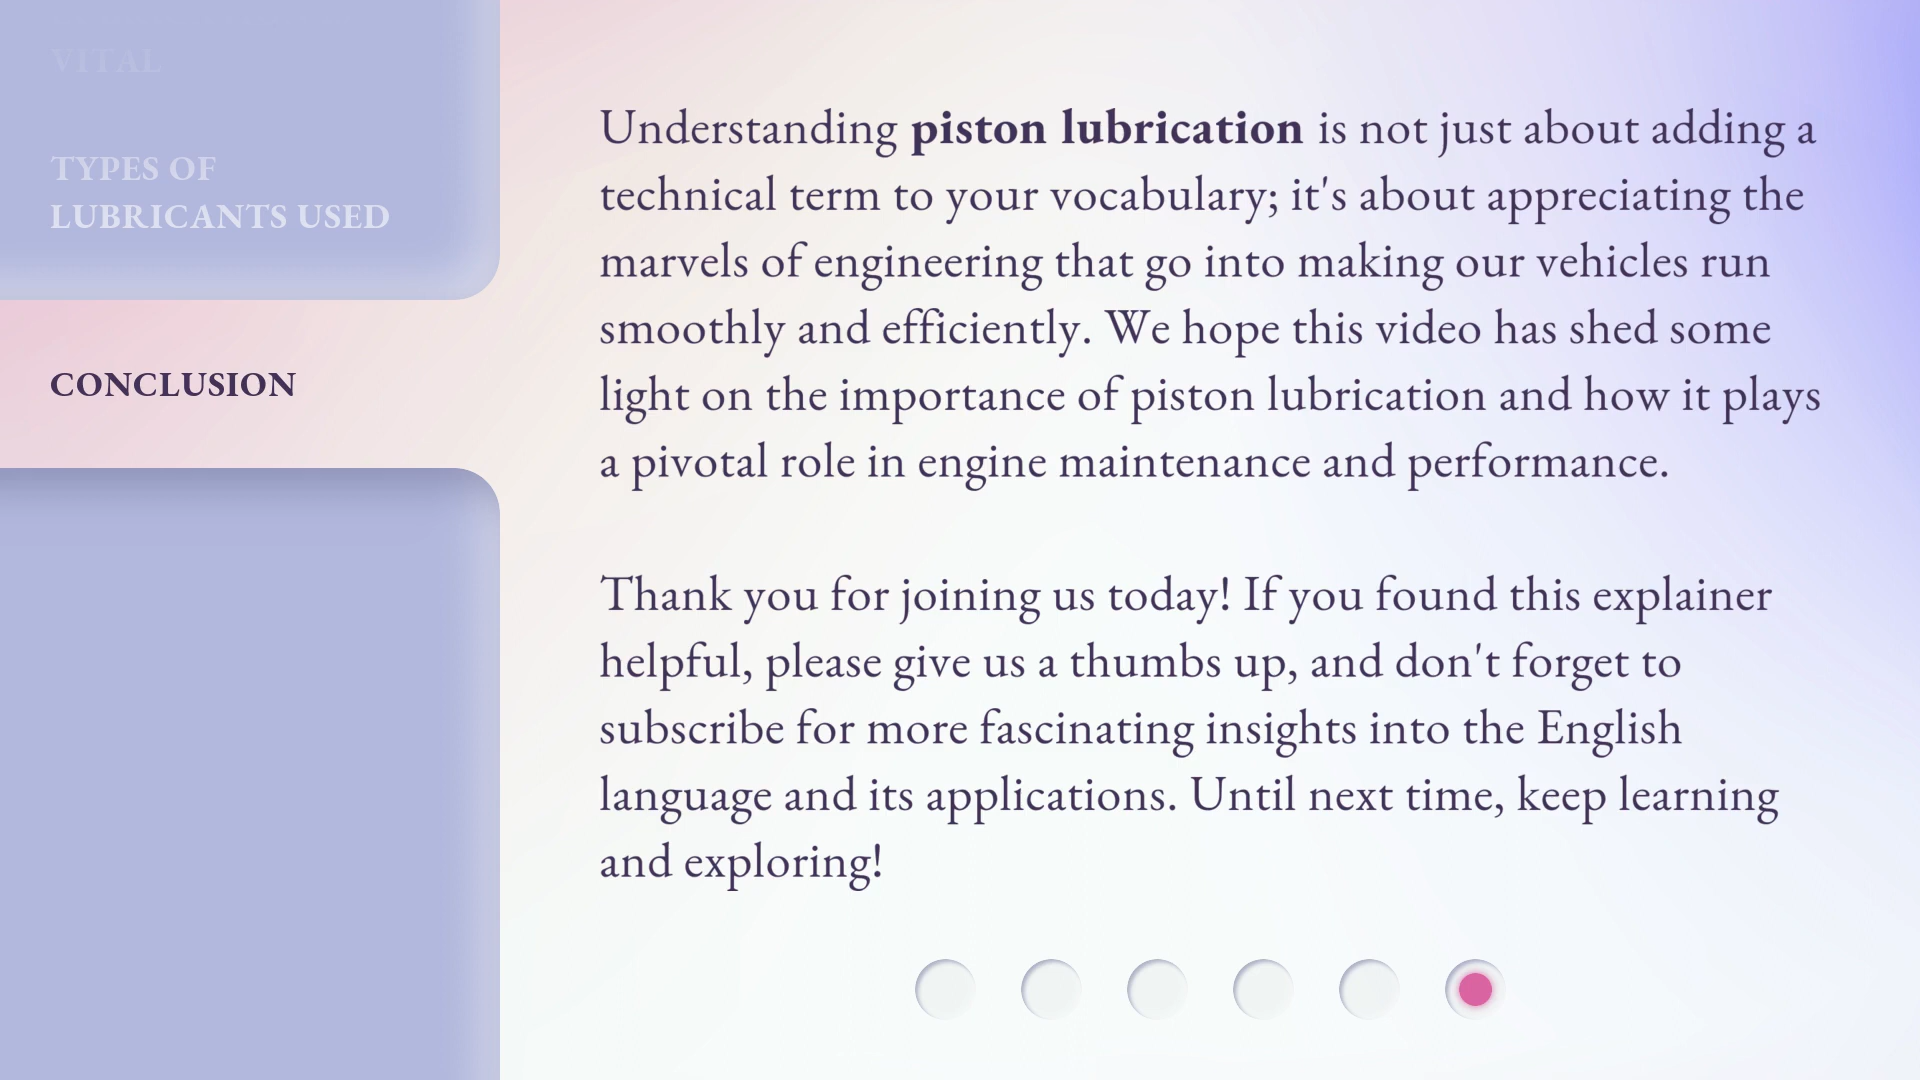 VITAL
TYPES OF
LUBRICANTS USED
CONCLUSION
Understanding piston lubrication is not just about adding a
technical term to your vocabulary; it's about appreciating the
marvels of engineering that go into making our vehicles run
smoothly and efficiently. We hope this video has shed some
light on the importance of piston lubrication and how it plays
a pivotal role in engine maintenance and performance.
Thank you for joining us today! If you found this explainer
helpful, please give us a thumbs up, and don't forget to
subscribe for more fascinating insights into the English
language and its applications. Until next time, keep learning
and exploring!